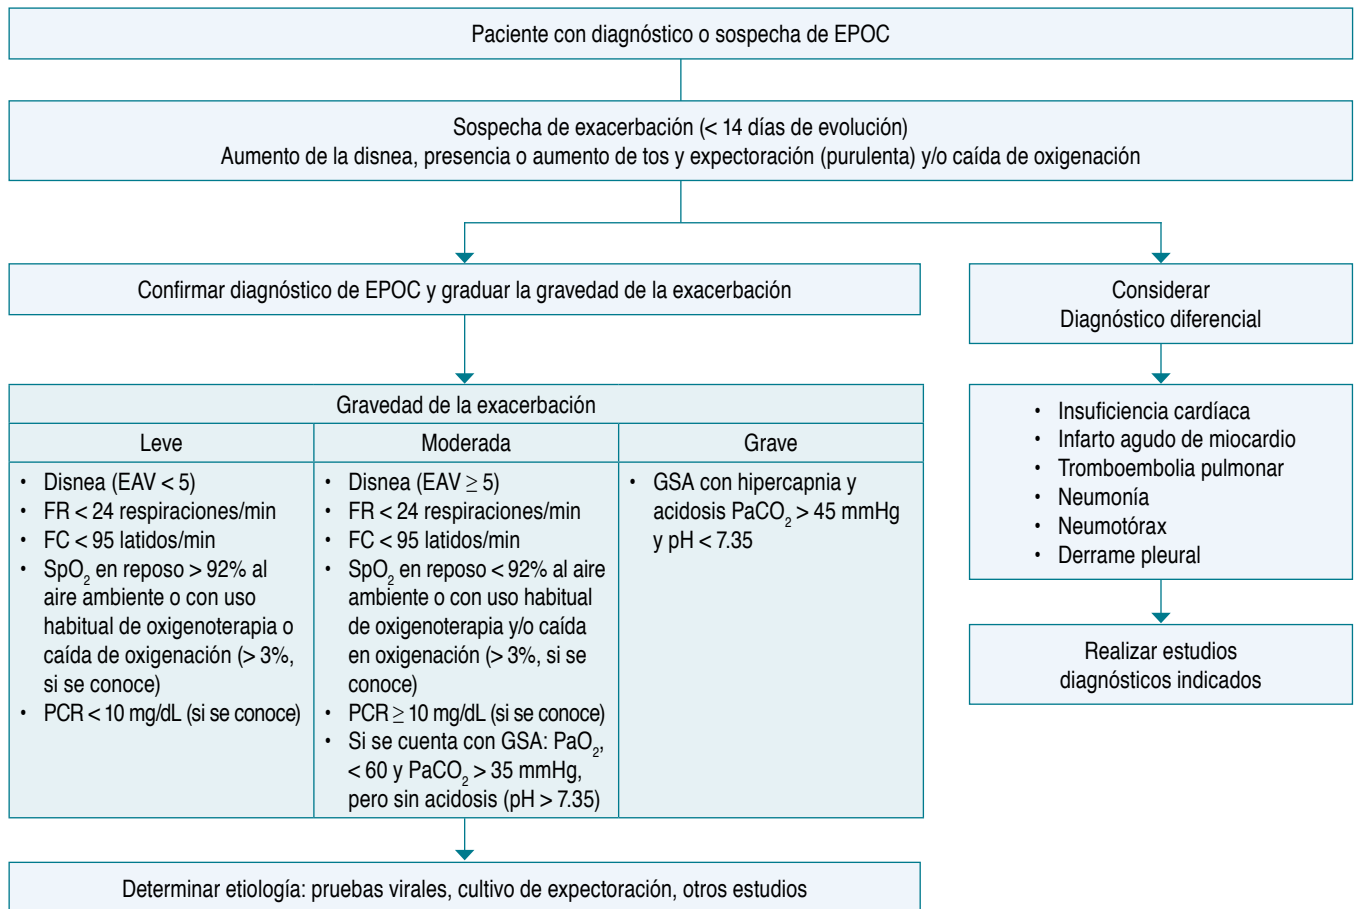 Paciente con diagnóstico o sospecha de EPOC
Sospecha de exacerbación (< 14 días de evolución)
Aumento de la disnea, presencia o aumento de tos y expectoración (purulenta) y/o caída de oxigenación
Confirmar diagnóstico de EPOC y graduar la gravedad de la exacerbación
Gravedad de la exacerbación
Leve
• Disnea (EAV < 5)
• FR < 24 respiraciones/min
• FC < 95 latidos/min
• SpO₂ en reposo > 92% al
aire ambiente o con uso
habitual de oxigenoterapia o
caída de oxigenación (> 3%,
si se conoce)
• PCR < 10 mg/dL (si se conoce)
Moderada
• Disnea (EAV ≥ 5)
• FR < 24 respiraciones/min
• FC < 95 latidos/min
• SpO₂ en reposo < 92% al aire
ambiente o con uso habitual
de oxigenoterapia y/o caída
en oxigenación (> 3%, si se
conoce)
• PCR ≥ 10 mg/dL (si se conoce)
• Si se cuenta con GSA: PaO₂,
< 60 y PaCO₂ > 35 mmHg,
pero sin acidosis (pH > 7.35)
Grave
• GSA con hipercapnia y
acidosis PaCO₂ > 45 mmHg
y pH < 7.35
Determinar etiología: pruebas virales, cultivo de expectoración, otros estudios
Considerar
Diagnóstico diferencial
• Insuficiencia cardíaca
• Infarto agudo de miocardio
• Tromboembolia pulmonar
• Neumonía
• Neumotórax
• Derrame pleural
Realizar estudios
diagnósticos indicados